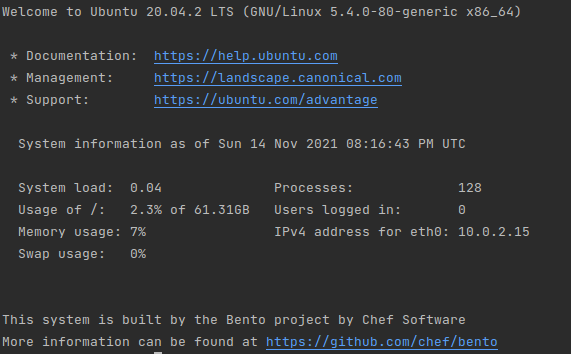 Welcome to Ubuntu 20.04.2 LTS (GNU/Linux 5.4.0-80-generic x86_64)
* Documentation:  https://help.ubuntu.com
* Management:     https://landscape.canonical.com
* Support:        https://ubuntu.com/advantage
System information as of Sun 14 Nov 2021 08:16:43 PM UTC
System load:  0.04              Processes:             128
Usage of /:   2.3% of 61.31GB   Users logged in:       0
Memory usage: 7%                IPv4 address for eth0: 10.0.2.15
Swap usage:   0%
This system is built by the Bento project by Chef Software
More information can be found at https://github.com/chef/bento